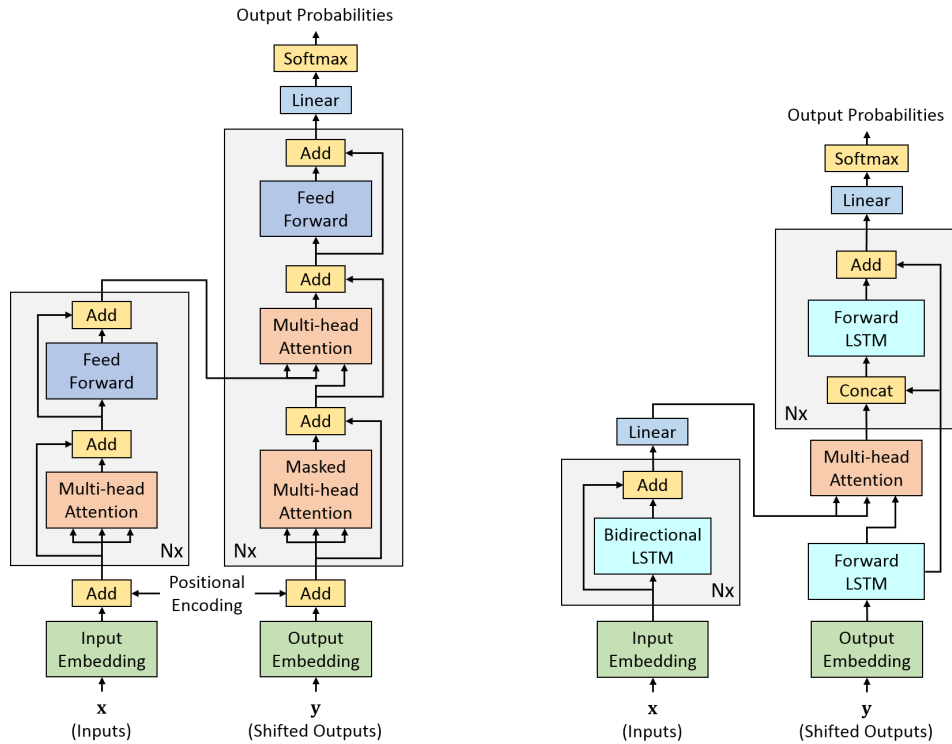 Output Probabilities
Softmax
Linear
Add
Feed
Forward
Add
Multi-head
Attention
Add
Masked
Multi-head
Attention
Nx
Add
Output
Embedding
y
(Shifted Outputs)
Add
Feed
Forward
Add
Multi-head
Attention
Nx
Add
Positional
Encoding
Input
Embedding
x
(Inputs)
Output Probabilities
Softmax
Linear
Add
Forward
LSTM
Concat
Nx
Multi-head
Attention
Forward
LSTM
Output
Embedding
y
(Shifted Outputs)
Linear
Add
Bidirectional
LSTM
Nx
Input
Embedding
x
(Inputs)